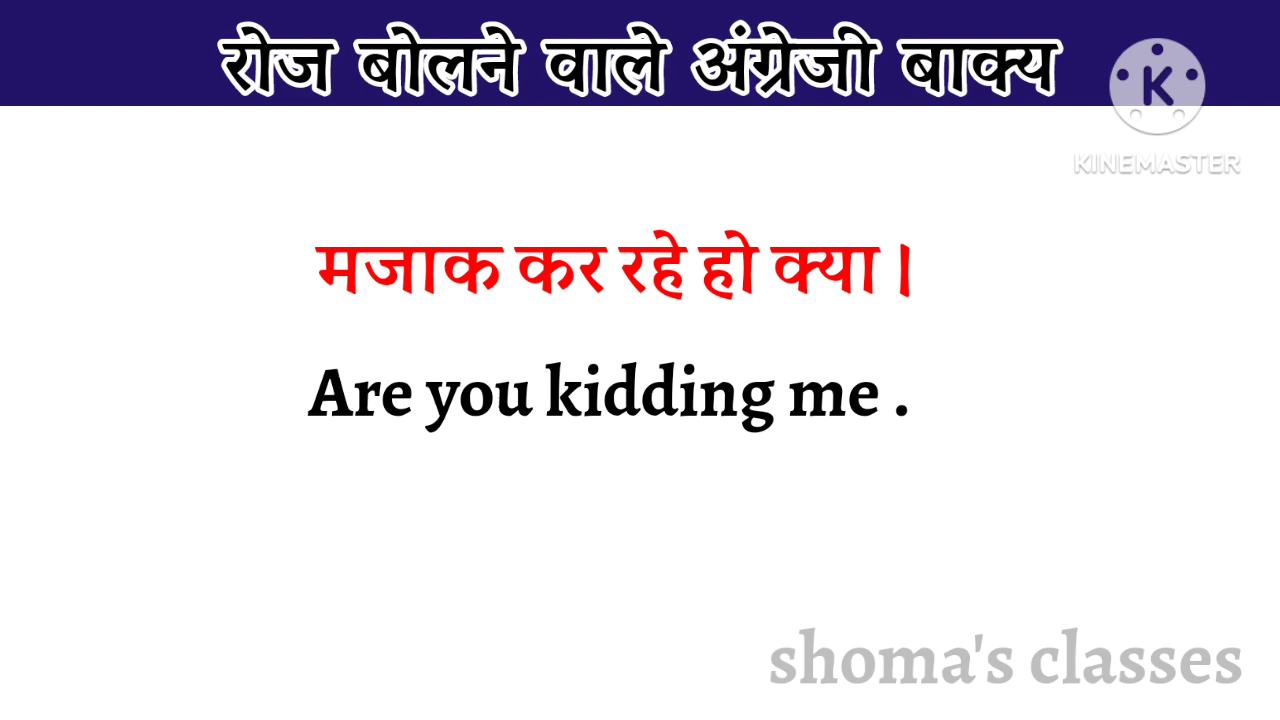 रोज बोलने वाले अंग्रेजी बाक्य
K
KINEMASTER
मजाक कर रहे हो क्या।
Are you kidding me .
shoma's classes